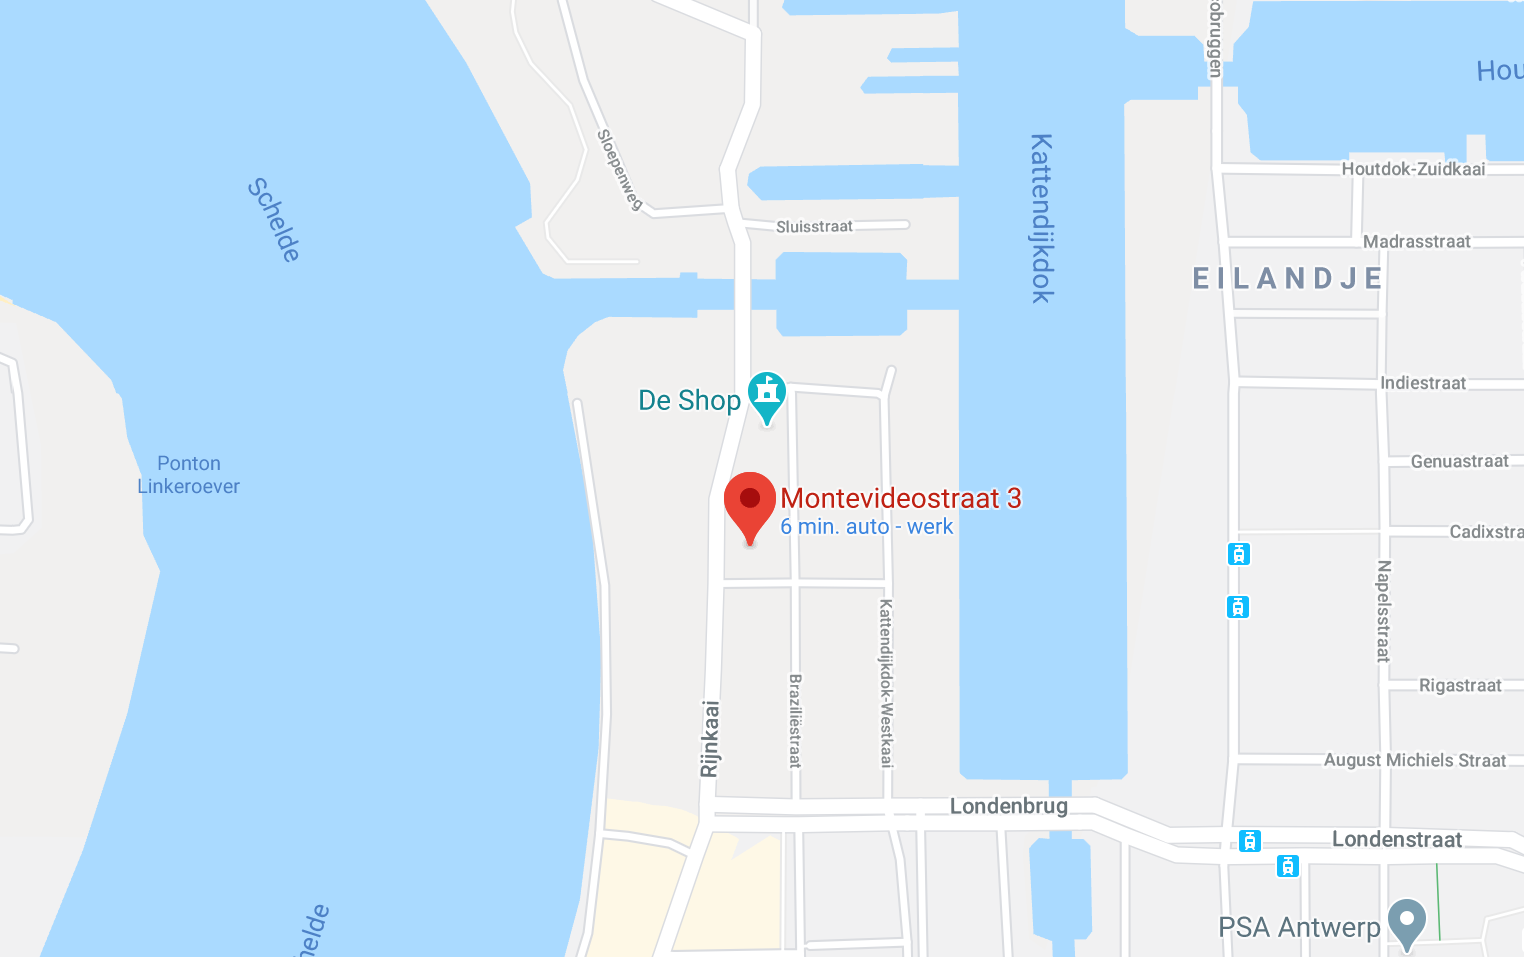 obruggen
Hou
Sloepenweg
Kattendijkdok
Houtdok-Zuidkaai
Schelde
Sluisstraat
Madrasstraat
EILANDJE
De Shop
Indiestraat
Ponton
Linkeroever
Genuastraat
Montevideostraat 3
6 min. auto - werk
Cadixstra
Napelsstraat
Kattendijkdok-Westkaai
Braziliëstraat
Rigastraat
Rijnkaai
August Michiels Straat
Londenbrug
Londenstraat
helde
PSA Antwerp